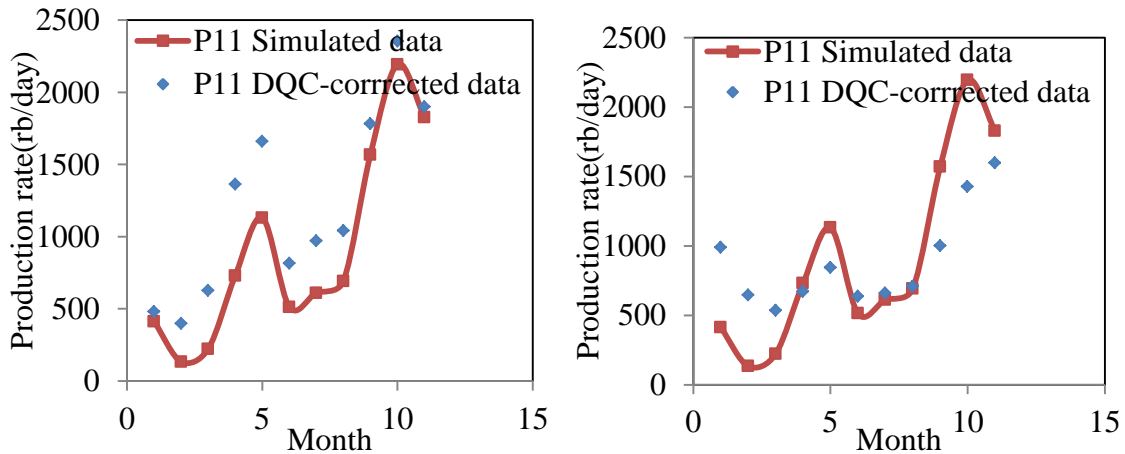 2500
2000
1500
1000
500
0
Production rate(rb/day)
P11 Simulated data
P11 DQC-corrrected data
0 5 10 15
Month
2500
2000
1500
1000
500
0
Production rate(rb/day)
P11 Simulated data
P11 DQC-corrrected data
0 5 10 15
Month